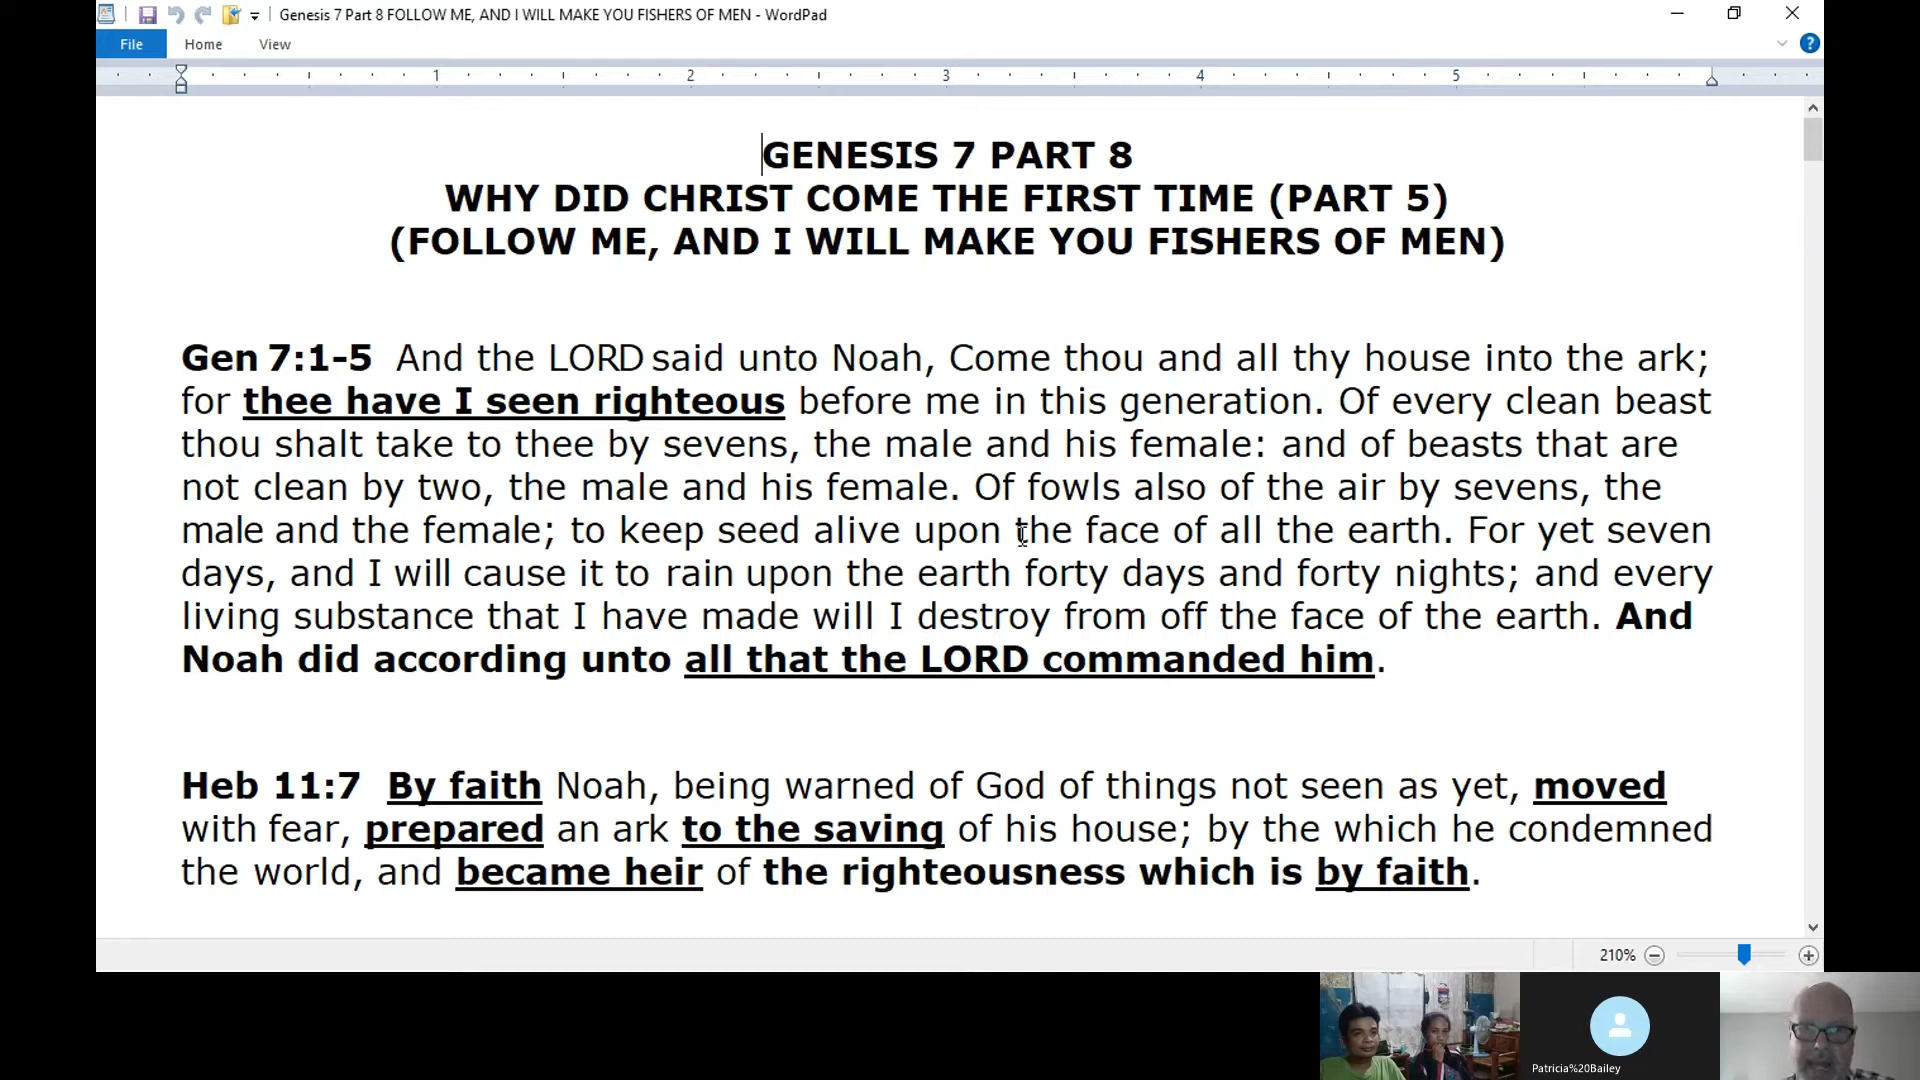 Genesis 7 Part 8 FOLLOW ME, AND I WILL MAKE YOU FISHERS OF MEN - WordPad
File Home View
1 2 3 4 5
GENESIS 7 PART 8
WHY DID CHRIST COME THE FIRST TIME (PART 5)
(FOLLOW ME, AND I WILL MAKE YOU FISHERS OF MEN)
Gen 7:1-5 And the LORD said unto Noah, Come thou and all thy house into the ark;
for thee have I seen righteous before me in this generation. Of every clean beast
thou shalt take to thee by sevens, the male and his female: and of beasts that are
not clean by two, the male and his female. Of fowls also of the air by sevens, the
male and the female; to keep seed alive upon the face of all the earth. For yet seven
days, and I will cause it to rain upon the earth forty days and forty nights; and every
living substance that I have made will I destroy from off the face of the earth. And
Noah did according unto all that the LORD commanded him.
Heb 11:7 By faith Noah, being warned of God of things not seen as yet, moved
with fear, prepared an ark to the saving of his house; by the which he condemned
the world, and became heir of the righteousness which is by faith.
210%
Patricia%20Bailey